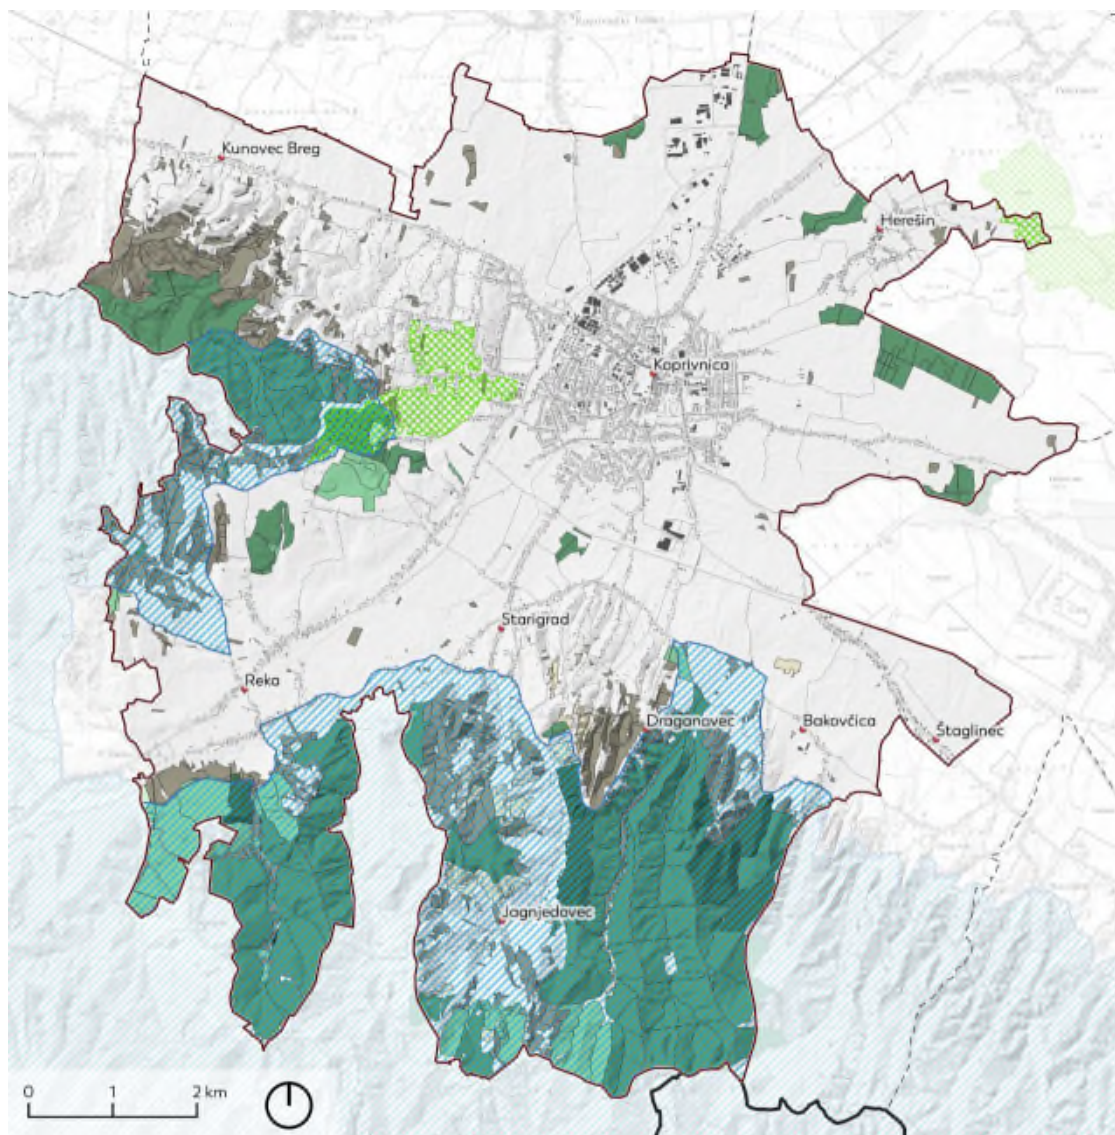 Kunovec Breg
Herešin
Koprivnica
Starigrad
Reka
Draganovec
Bakovčica
Štaglinec
Jagnjedovec
0 1 2 km